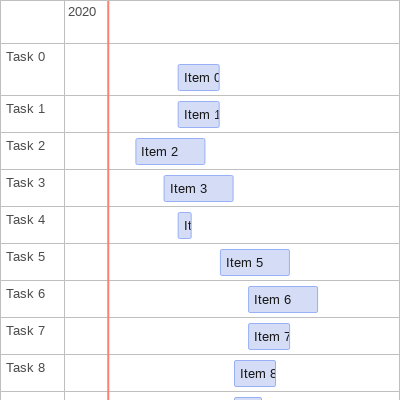 2020
Task 0
Item 0
Task 1
Item 1
Task 2
Item 2
Task 3
Item 3
Task 4
It
Task 5
Item 5
Task 6
Item 6
Task 7
Item 7
Task 8
Item 8